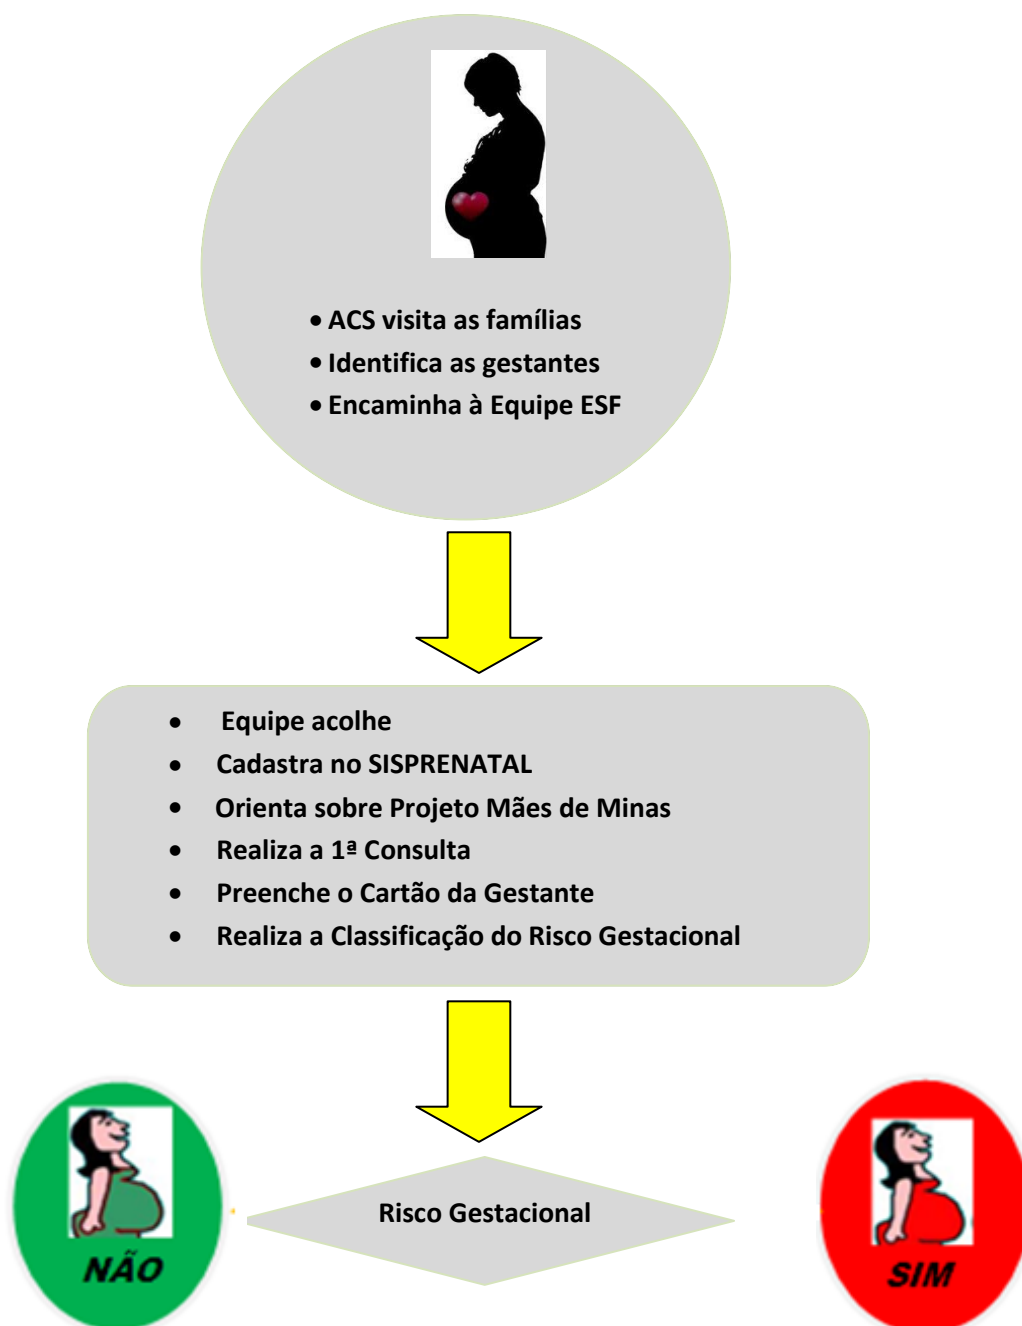 • ACS visita as famílias
• Identifica as gestantes
• Encaminha à Equipe ESF
• Equipe acolhe
• Cadastra no SISPRENATAL
• Orienta sobre Projeto Mães de Minas
• Realiza a 1ª Consulta
• Preenche o Cartão da Gestante
• Realiza a Classificação do Risco Gestacional
Risco Gestacional
NÃO
SIM